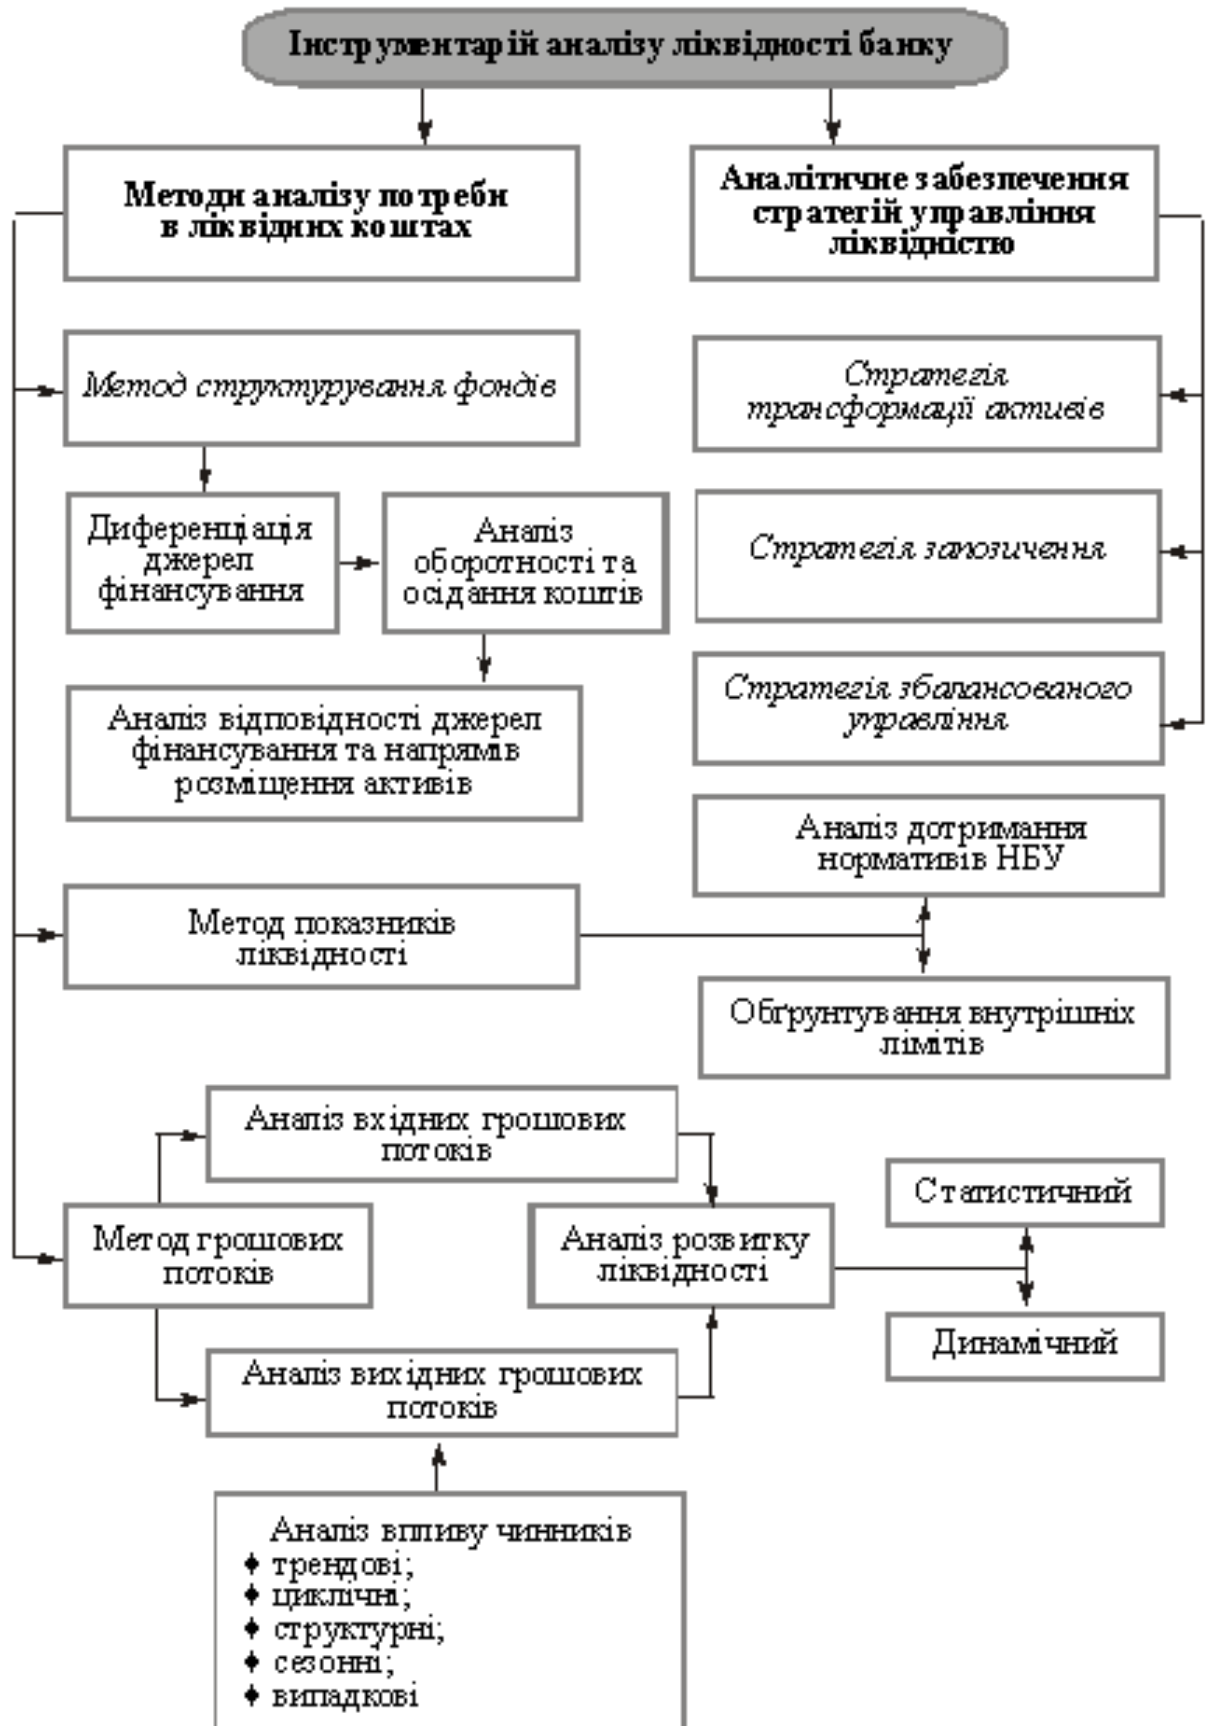 Інструментарій аналізу ліквідності банку
Методи аналізу потреби
в ліквідних коштах
Аналітичне забезпечення
стратегій управління
ліквідністю
Метод структурування фондів
Стратегія
трансформації активів
Диференціація
джерел
фінансування
Аналіз
оборотності та
осідання коштів
Стратегія запозичення
Аналіз відповідності джерел
фінансування та напрямів
розміщення активів
Стратегія збалансованого
управління
Аналіз дотримання
нормативів НБУ
Метод показників
ліквідності
Обґрунтування внутрішніх
лімітів
Аналіз вхідних грошових
потоків
Метод грошових
потоків
Аналіз розвитку
ліквідності
Статистичний
Динамічний
Аналіз вихідних грошових
потоків
Аналіз впливу чинників
♦ трендові;
♦ циклічні;
♦ структурні;
♦ сезонні;
♦ випадкові